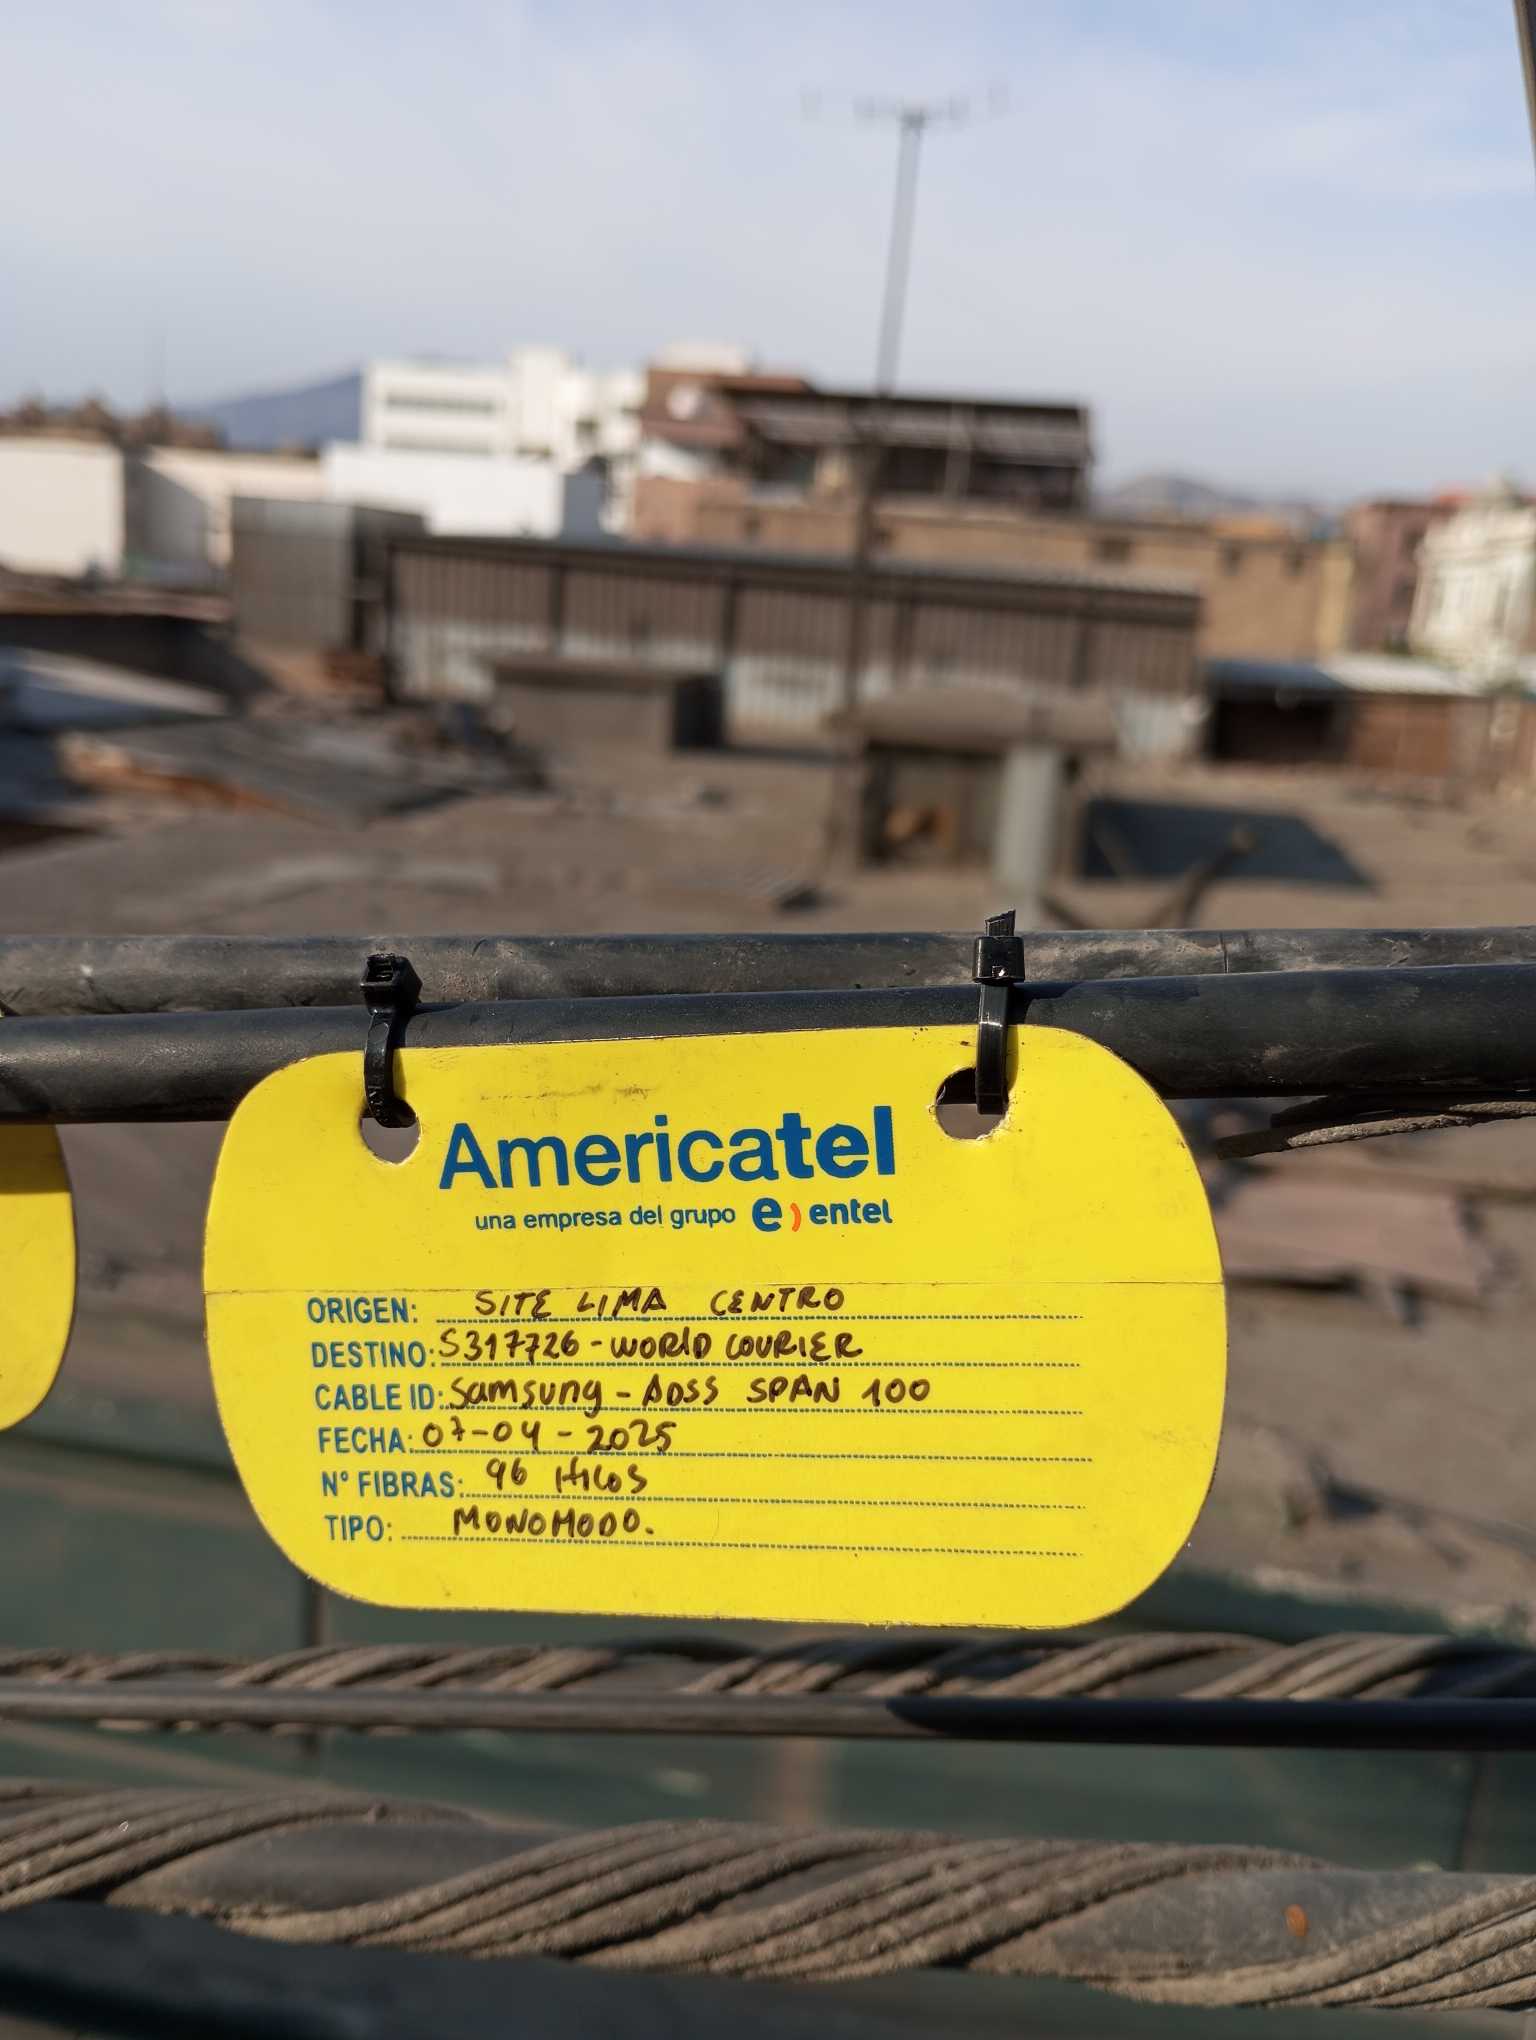 Americatel
una empresa del grupo e) entel
ORIGEN: SITE LIMA CENTRO
DESTINO: S317726 - WORLD COURIER
CABLE ID: Samsung - ADSS SPAN 100
FECHA: 07-04-2025
N° FIBRAS: 96 HILOS
TIPO: MONOMODO.